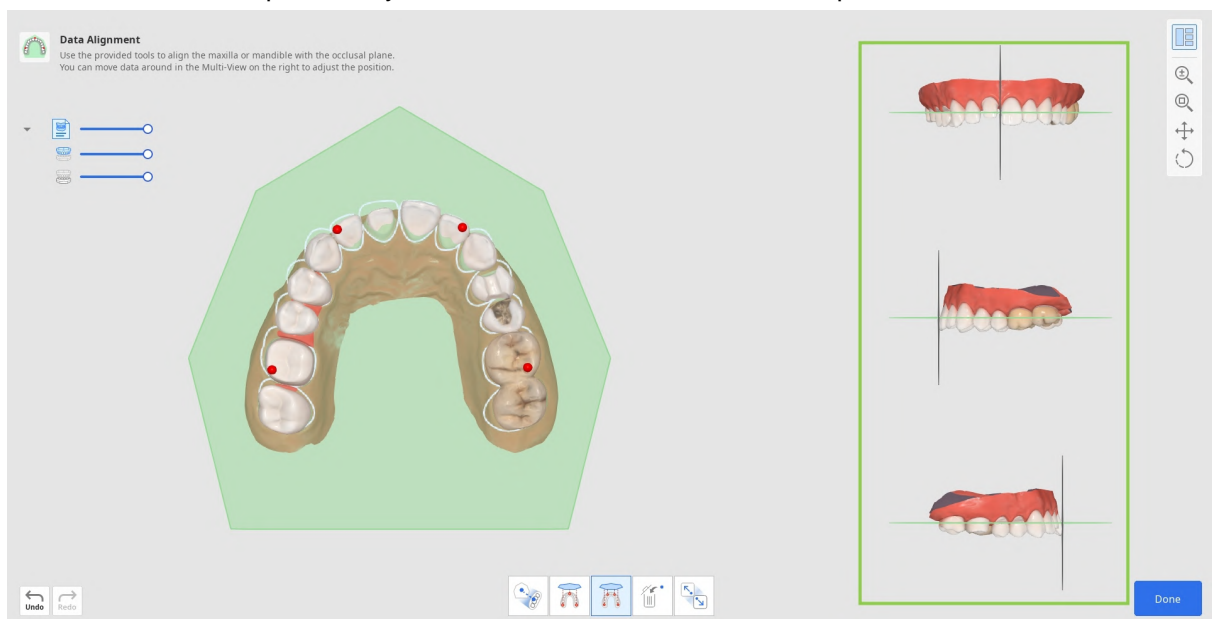 Data Alignment
Use the provided tools to align the maxilla or mandible with the occlusal plane.
You can move data around in the Multi-View on the right to adjust the position.
Undo
Redo
Done